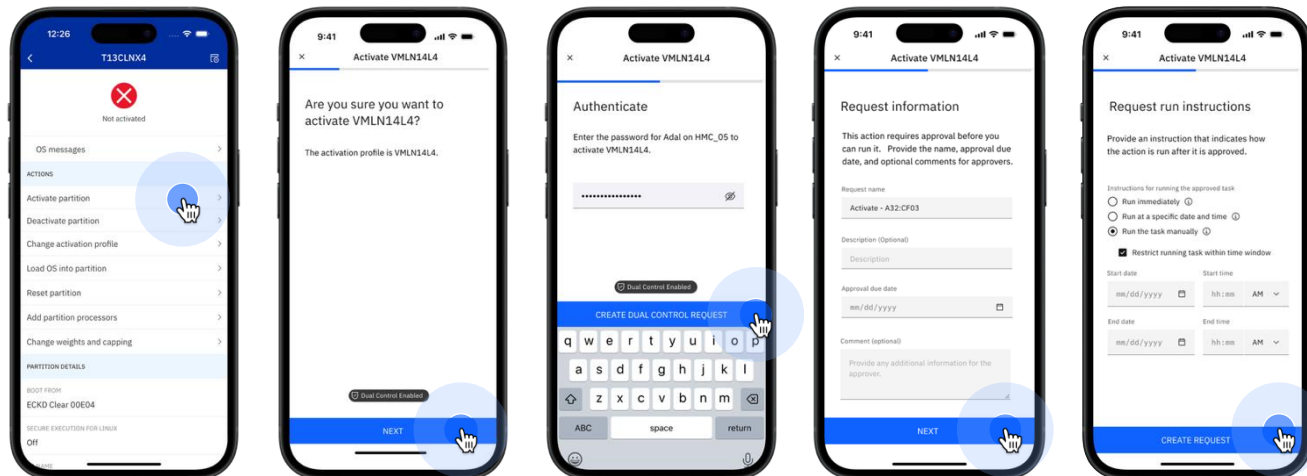 12:26
T13CLNX4
Not activated
OS messages
ACTIONS
Activate partition
Deactivate partition
Change activation profile
Load OS into partition
Reset partition
Add partition processors
Change weights and capping
PARTITION DETAILS
BOOT FROM
ECKD Clear 00E04
SECURE EXECUTION FOR LINUX
Off
9:41
Activate VMLN14L4
Are you sure you want to
activate VMLN14L4?
The activation profile is VMLN14L4.
Dual Control Enabled
NEXT
Activate VMLN14L4
Authenticate
Enter the password for Adal on HMC_05 to
activate VMLN14L4.
Dual Control Enabled
CREATE DUAL CONTROL REQUEST
q w e r t y u i o p
a s d f g h j k l
z x c v b n m
ABC space return
9:41
Activate VMLN14L4
Request information
This action requires approval before you
can run it. Provide the name, approval due
date, and optional comments for approvers.
Request name
Activate - A32:CF03
Description (Optional)
Description
Approval due date
mm/dd/yyyy
Comment (optional)
Provide any additional information for the
approver.
NEXT
9:41
Activate VMLN14L4
Request run instructions
Provide an instruction that indicates how
the action is run after it is approved.
Instructions for running the approved task
Run immediately
Run at a specific date and time
Run the task manually
Restrict running task within time window
Start date Start time
mm/dd/yyyy hh:mm AM
End date End time
mm/dd/yyyy hh:mm AM
CREATE REQUEST